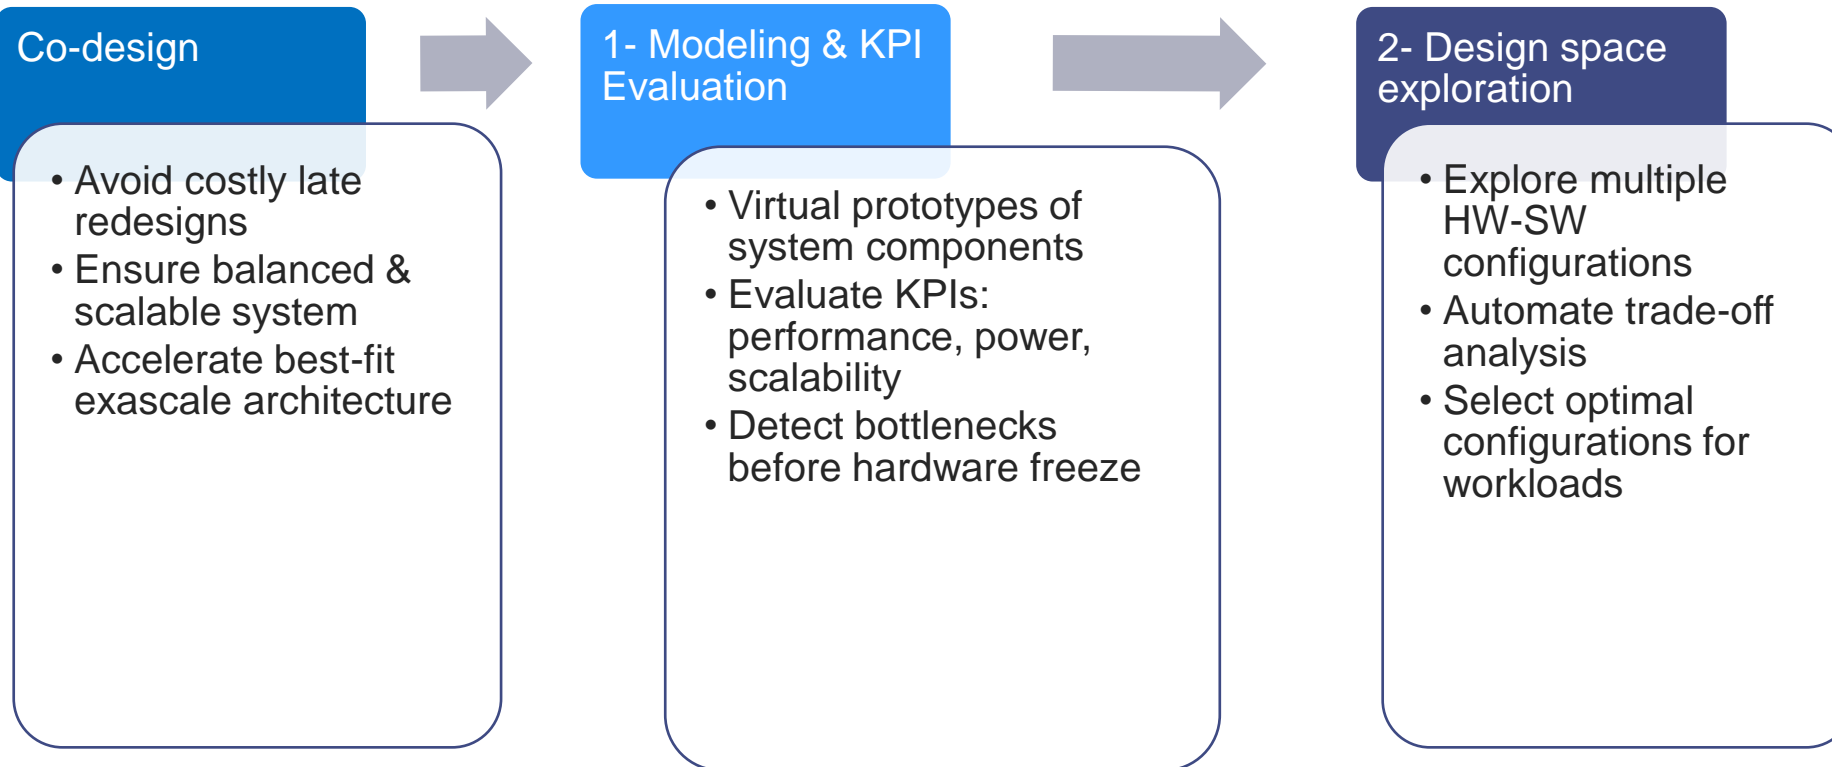 Co-design
• Avoid costly late
redesigns
• Ensure balanced &
scalable system
• Accelerate best-fit
exascale architecture
1- Modeling & KPI
Evaluation
• Virtual prototypes of
system components
• Evaluate KPIs:
performance, power,
scalability
• Detect bottlenecks
before hardware freeze
2- Design space
exploration
• Explore multiple
HW-SW
configurations
• Automate trade-off
analysis
• Select optimal
configurations for
workloads